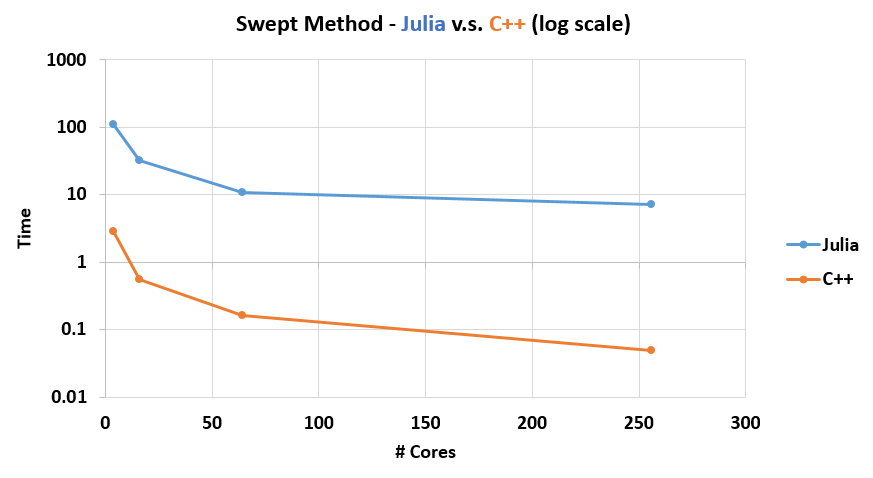 Swept Method - Julia v.s. C++ (log scale)
1000
100
10
1
0.1
0.01
Time
0 50 100 150 200 250 300
# Cores
Julia
C++